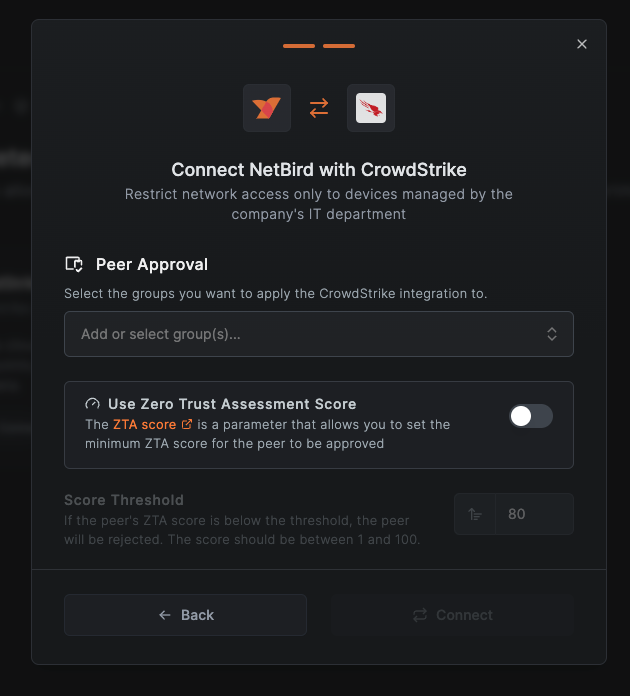 Connect NetBird with CrowdStrike
Restrict network access only to devices managed by the
company's IT department
Peer Approval
Select the groups you want to apply the CrowdStrike integration to.
Add or select group(s)...
Use Zero Trust Assessment Score
The ZTA score is a parameter that allows you to set the
minimum ZTA score for the peer to be approved
Score Threshold
If the peer's ZTA score is below the threshold, the peer
will be rejected. The score should be between 1 and 100.
80
Back
Connect